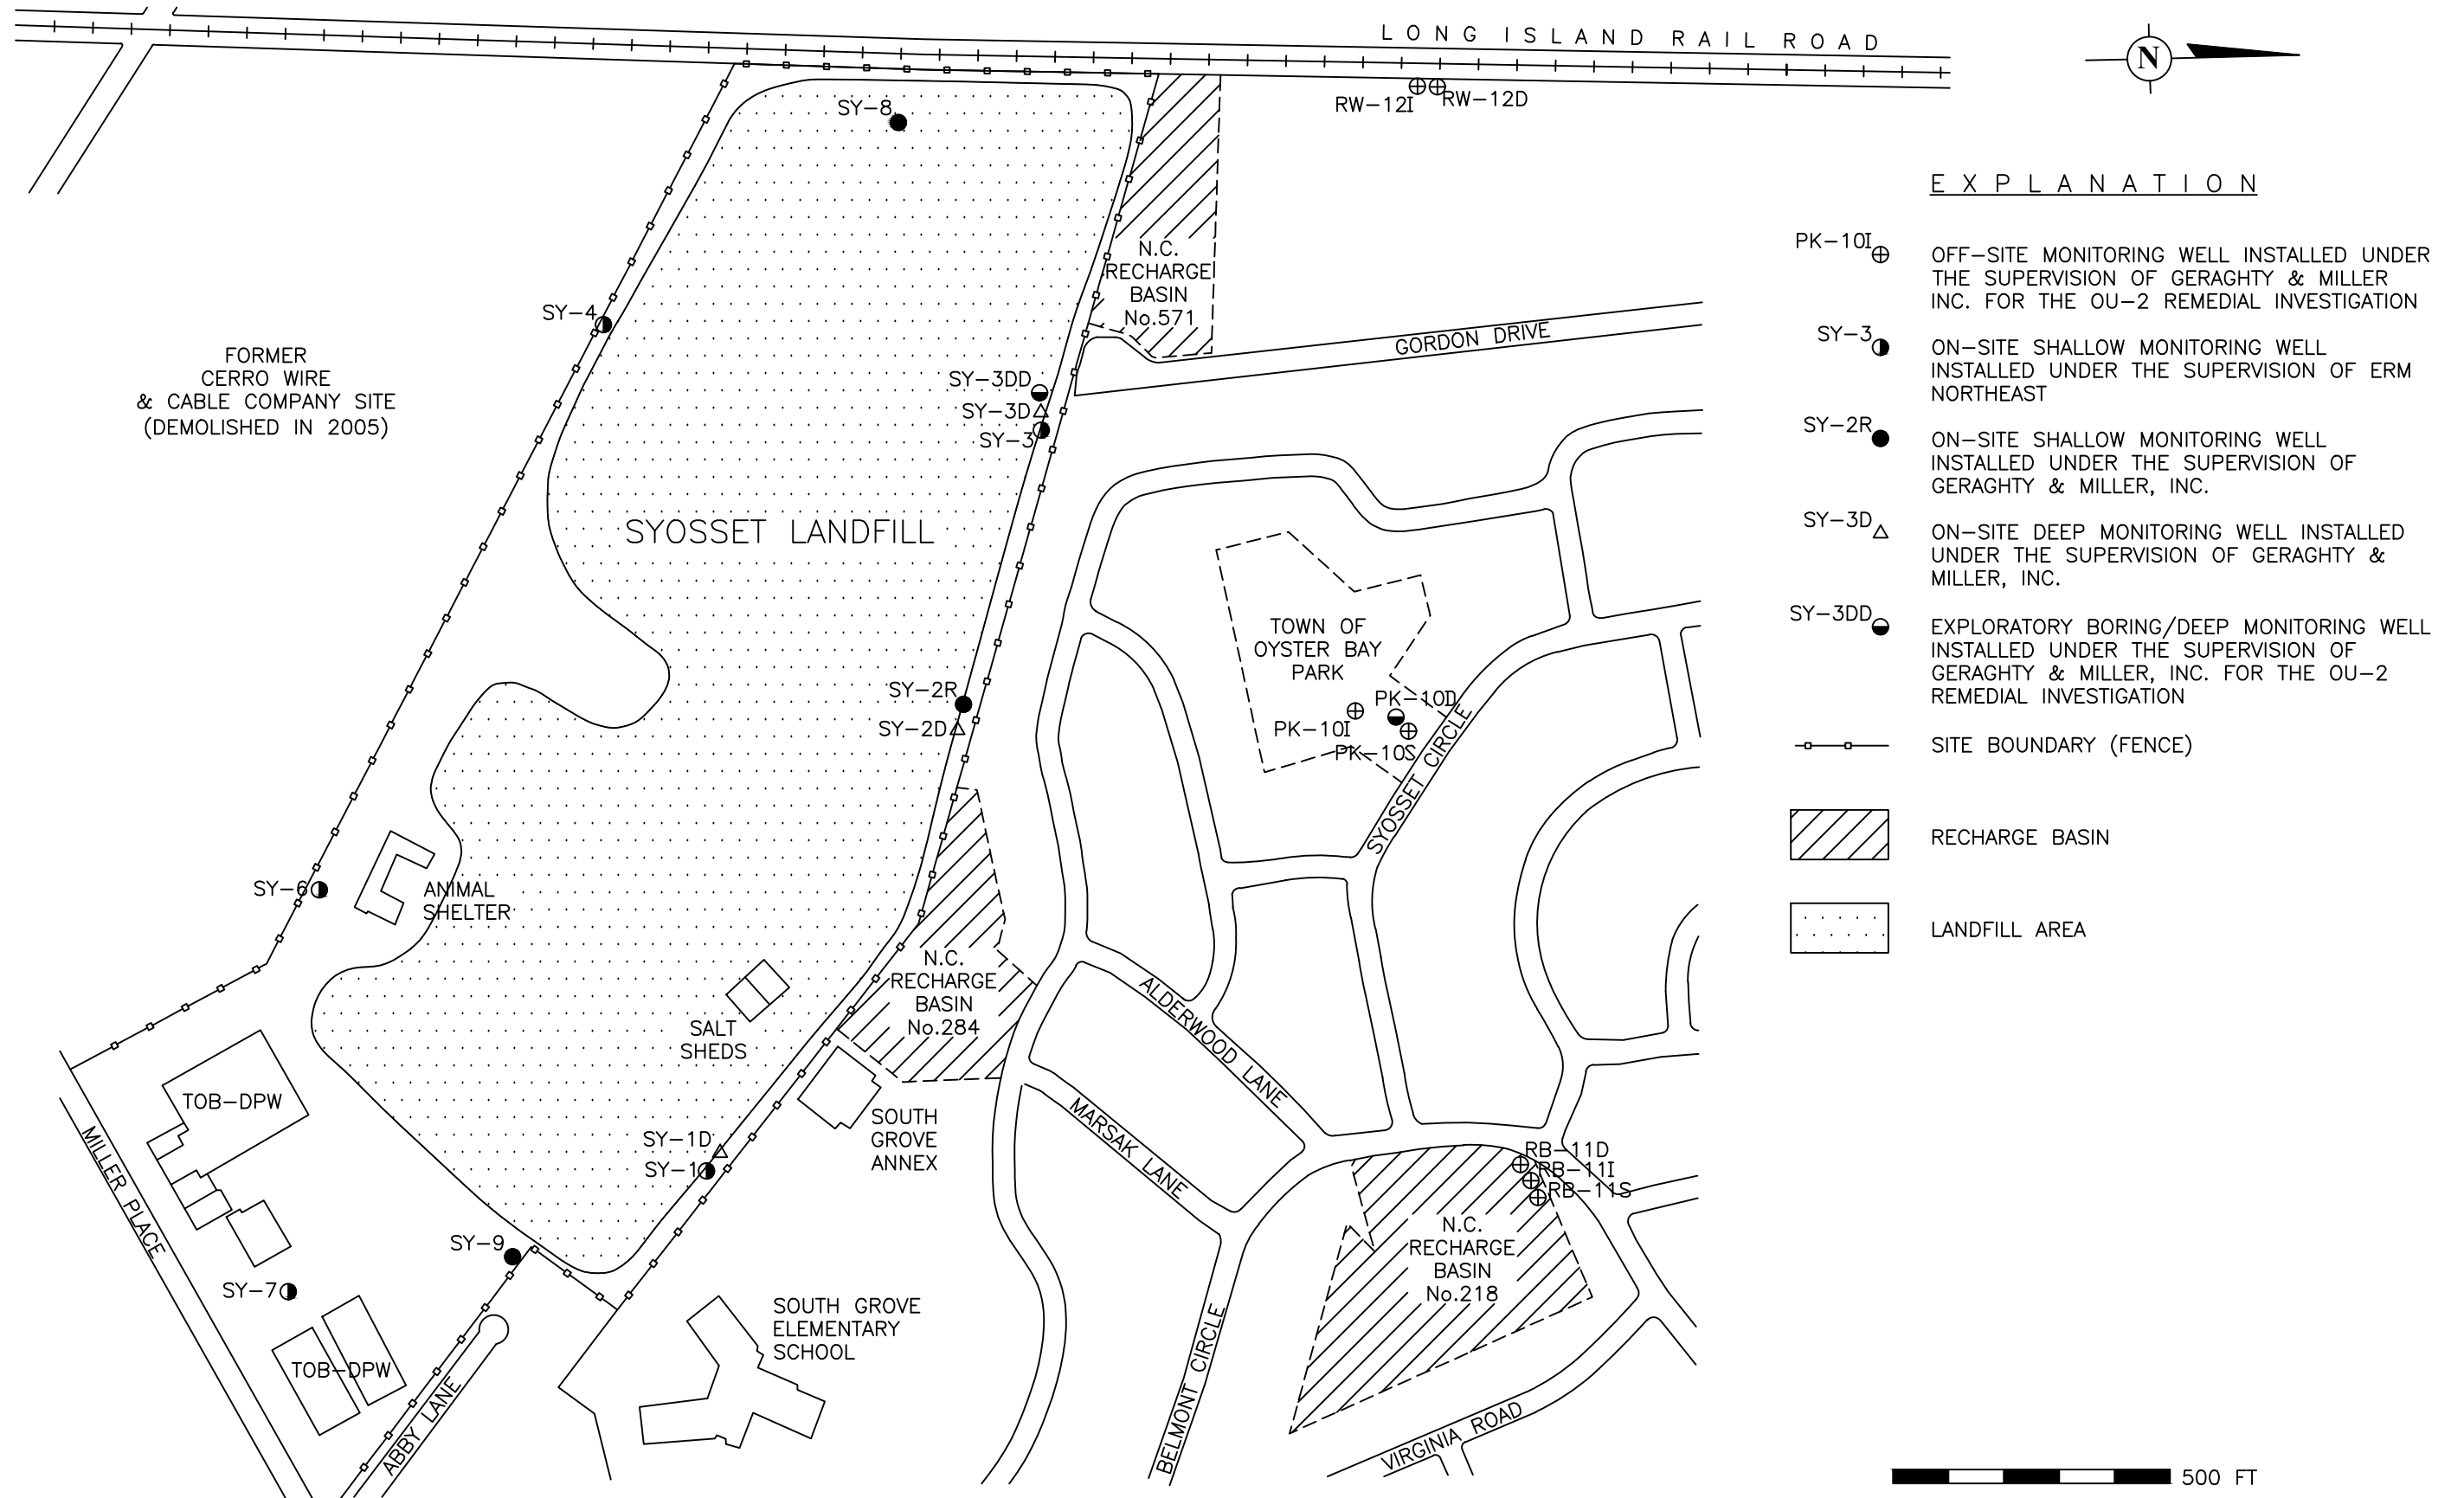 LONG ISLAND RAIL ROAD
N
RW-12I
RW-12D
SY-8
N.C.
RECHARGE
BASIN
No.571
SY-4
GORDON DRIVE
FORMER
CERRO WIRE
& CABLE COMPANY SITE
(DEMOLISHED IN 2005)
SY-3DD
SY-3D
SY-3
SYOSSET LANDFILL
TOWN OF
OYSTER BAY
PARK
SY-2R
SY-2D
PK-10D
PK-10I
PK-10S
SYOSSET CIRCLE
SY-6
ANIMAL
SHELTER
N.C.
RECHARGE
BASIN
No.284
SALT
SHEDS
ALDERWOOD LANE
MARSAK LANE
TOB-DPW
MILLER PLACE
SOUTH
GROVE
ANNEX
SY-1D
SY-1
RB-11D
RB-11I
RB-11S
N.C.
RECHARGE
BASIN
No.218
SY-9
SY-7
SOUTH GROVE
ELEMENTARY
SCHOOL
TOB-DPW
ABBY LANE
BELMONT CIRCLE
VIRGINIA ROAD
EXPLANATION
PK-10I
OFF-SITE MONITORING WELL INSTALLED UNDER
THE SUPERVISION OF GERAGHTY & MILLER
INC. FOR THE OU-2 REMEDIAL INVESTIGATION
SY-3
ON-SITE SHALLOW MONITORING WELL
INSTALLED UNDER THE SUPERVISION OF ERM
NORTHEAST
SY-2R
ON-SITE SHALLOW MONITORING WELL
INSTALLED UNDER THE SUPERVISION OF
GERAGHTY & MILLER, INC.
SY-3D
ON-SITE DEEP MONITORING WELL INSTALLED
UNDER THE SUPERVISION OF GERAGHTY &
MILLER, INC.
SY-3DD
EXPLORATORY BORING/DEEP MONITORING WELL
INSTALLED UNDER THE SUPERVISION OF
GERAGHTY & MILLER, INC. FOR THE OU-2
REMEDIAL INVESTIGATION
SITE BOUNDARY (FENCE)
RECHARGE BASIN
LANDFILL AREA
500 FT